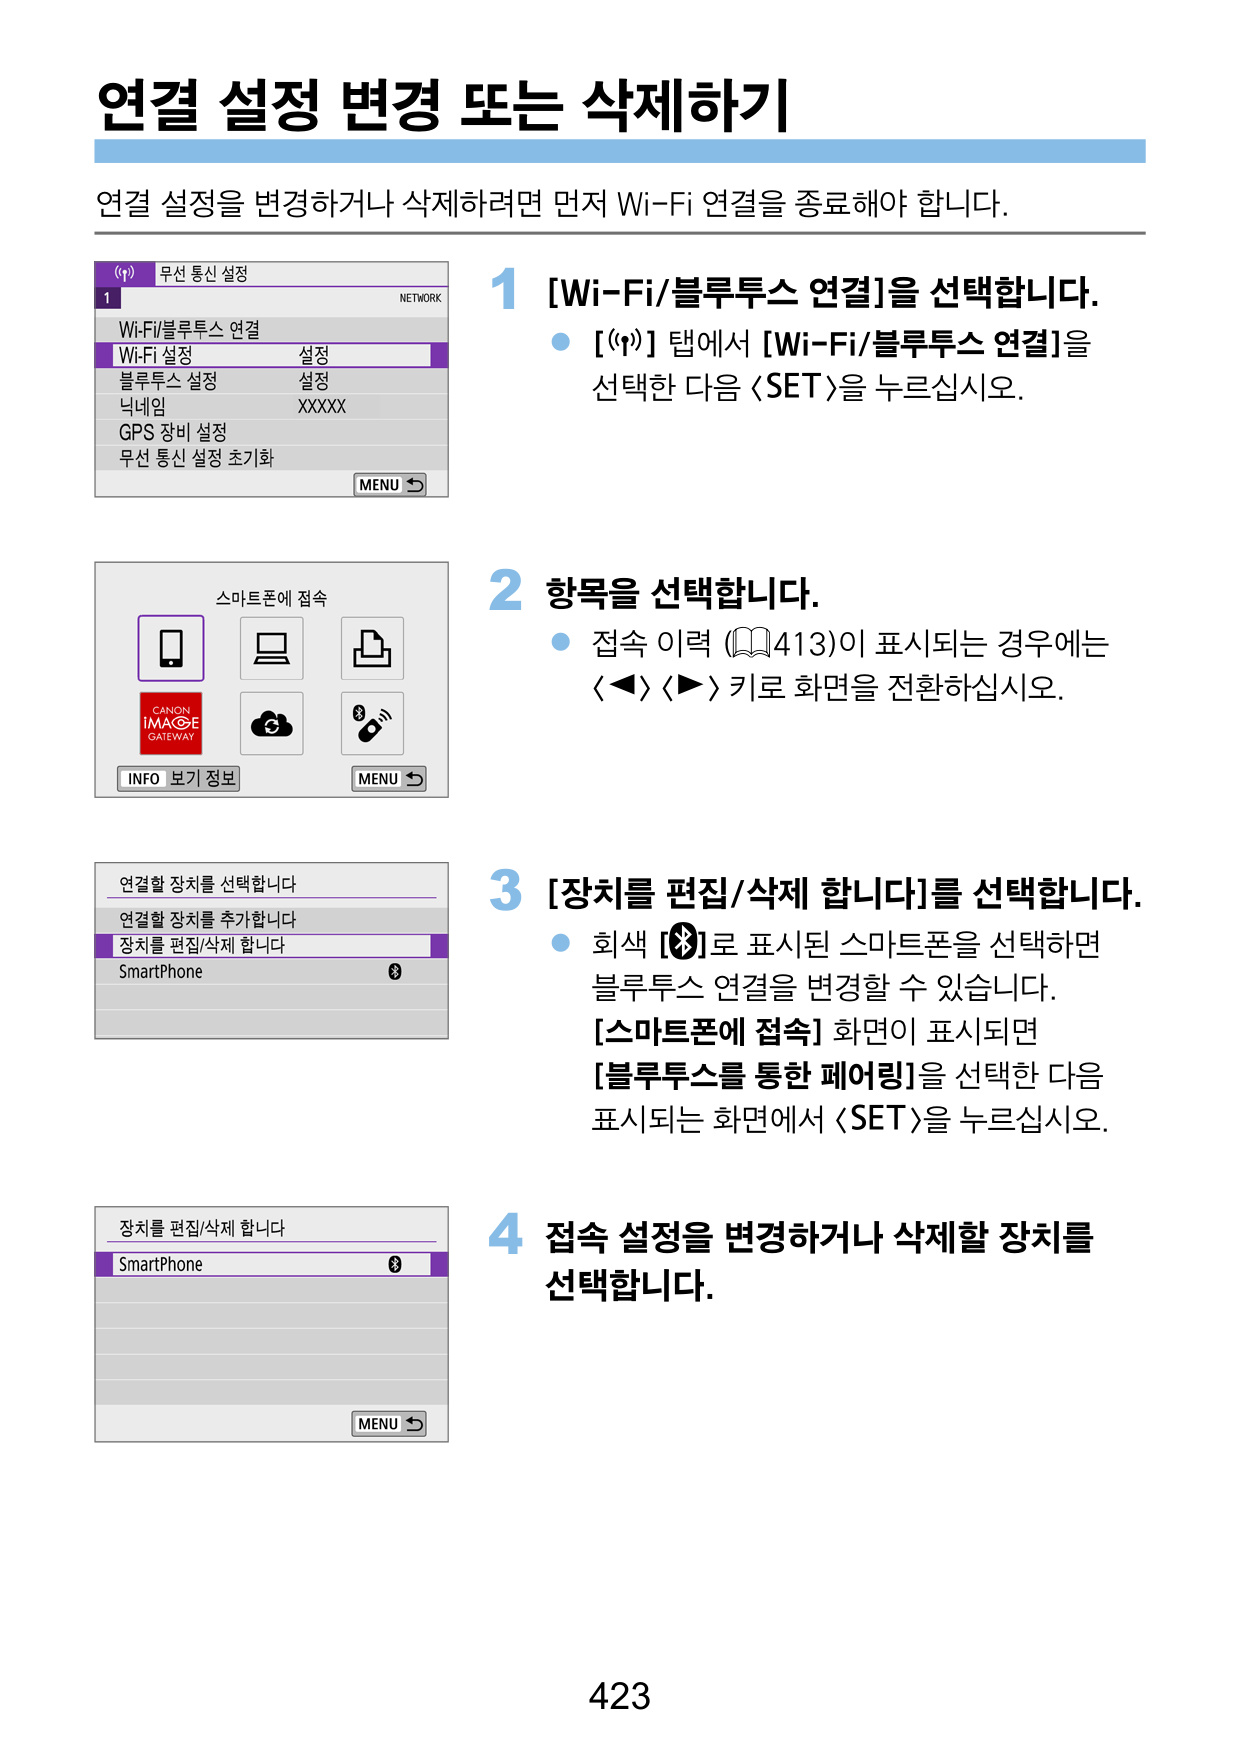 연결 설정 변경 또는 삭제하기
연결 설정을 변경하거나 삭제하려면 먼저 Wi-Fi 연결을 종료해야 합니다.
무선 통신 설정
1 NETWORK
Wi-Fi/블루투스 연결
Wi-Fi 설정 설정
블루투스 설정 설정
닉네임 XXXXX
GPS 장비 설정
무선 통신 설정 초기화
MENU
1 [Wi-Fi/블루투스 연결]을 선택합니다.
● [] 탭에서 [Wi-Fi/블루투스 연결]을
선택한 다음 <SET>을 누르십시오.
스마트폰에 접속
CANON
iMAGE
GATEWAY
INFO 보기 정보 MENU
2 항목을 선택합니다.
● 접속 이력 (413)이 표시되는 경우에는
<◀> <▶> 키로 화면을 전환하십시오.
연결할 장치를 선택합니다
연결할 장치를 추가합니다
장치를 편집/삭제 합니다
SmartPhone
3 [장치를 편집/삭제 합니다]를 선택합니다.
● 회색 []로 표시된 스마트폰을 선택하면
블루투스 연결을 변경할 수 있습니다.
[스마트폰에 접속] 화면이 표시되면
[블루투스를 통한 페어링]을 선택한 다음
표시되는 화면에서 <SET>을 누르십시오.
장치를 편집/삭제 합니다
SmartPhone
MENU
4 접속 설정을 변경하거나 삭제할 장치를
선택합니다.
423